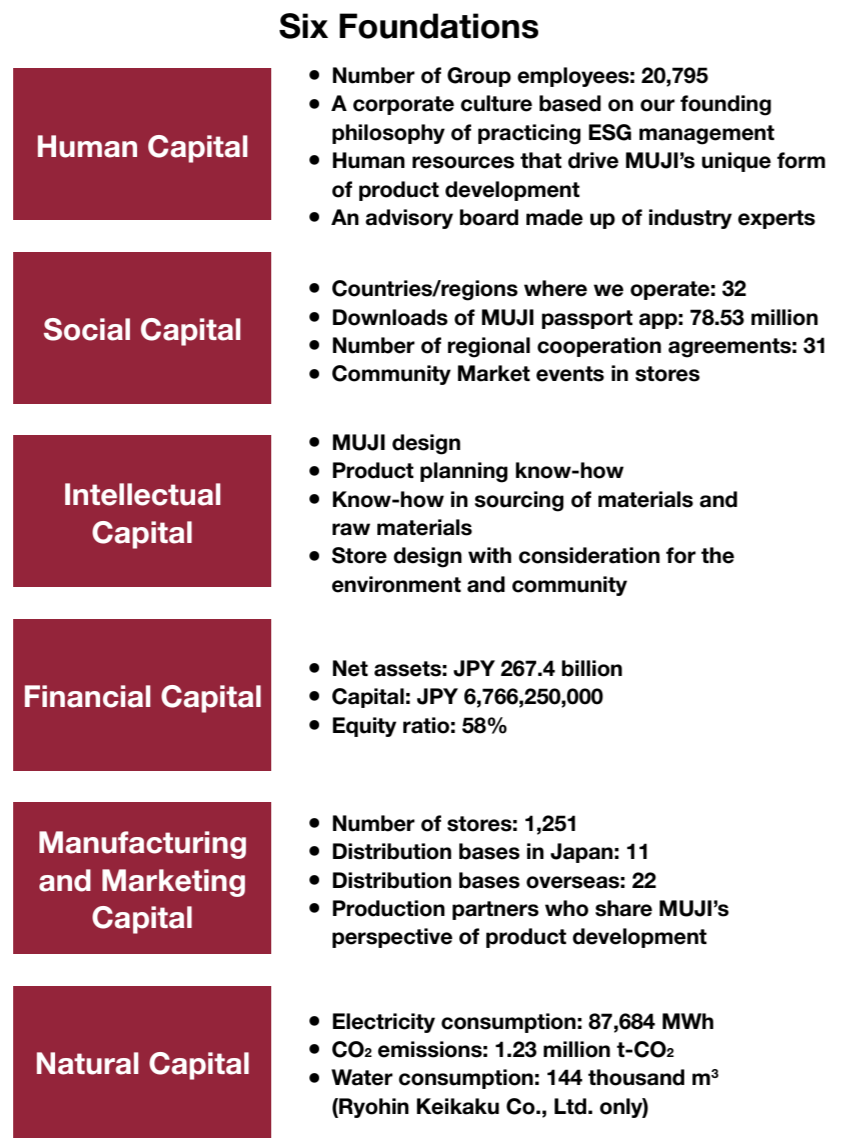 Six Foundations
Human Capital
• Number of Group employees: 20,795
• A corporate culture based on our founding
philosophy of practicing ESG management
• Human resources that drive MUJI’s unique form
of product development
• An advisory board made up of industry experts
Social Capital
• Countries/regions where we operate: 32
• Downloads of MUJI passport app: 78.53 million
• Number of regional cooperation agreements: 31
• Community Market events in stores
Intellectual
Capital
• MUJI design
• Product planning know-how
• Know-how in sourcing of materials and
raw materials
• Store design with consideration for the
environment and community
Financial Capital
• Net assets: JPY 267.4 billion
• Capital: JPY 6,766,250,000
• Equity ratio: 58%
Manufacturing
and Marketing
Capital
• Number of stores: 1,251
• Distribution bases in Japan: 11
• Distribution bases overseas: 22
• Production partners who share MUJI’s
perspective of product development
Natural Capital
• Electricity consumption: 87,684 MWh
• CO₂ emissions: 1.23 million t-CO₂
• Water consumption: 144 thousand m³
(Ryohin Keikaku Co., Ltd. only)